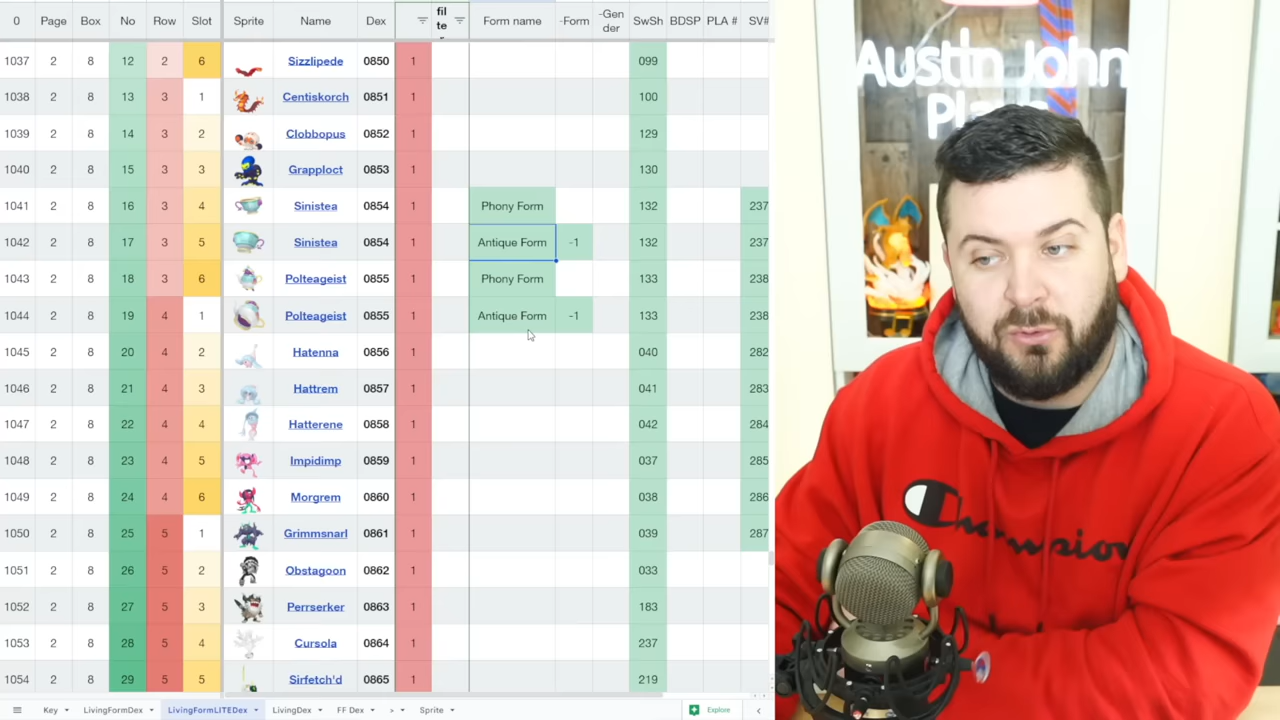 0 Page Box No Row Slot Sprite Name Dex fil te r Form name -Form -Gen der SwSh BDSP PLA # SV#
1037 2 8 12 2 6 Sizzlipede 0850 1 099
1038 2 8 13 3 1 Centiskorch 0851 1 100
1039 2 8 14 3 2 Clobbopus 0852 1 129
1040 2 8 15 3 3 Grapploct 0853 1 130
1041 2 8 16 3 4 Sinistea 0854 1 Phony Form 132 237
1042 2 8 17 3 5 Sinistea 0854 1 Antique Form -1 132 237
1043 2 8 18 3 6 Polteageist 0855 1 Phony Form 133 238
1044 2 8 19 4 1 Polteageist 0855 1 Antique Form -1 133 238
1045 2 8 20 4 2 Hatenna 0856 1 040 282
1046 2 8 21 4 3 Hattrem 0857 1 041 283
1047 2 8 22 4 4 Hatterene 0858 1 042 284
1048 2 8 23 4 5 Impidimp 0859 1 037 285
1049 2 8 24 4 6 Morgrem 0860 1 038 286
1050 2 8 25 5 1 Grimmsnarl 0861 1 039 287
1051 2 8 26 5 2 Obstagoon 0862 1 033
1052 2 8 27 5 3 Perrserker 0863 1 183
1053 2 8 28 5 4 Cursola 0864 1 237
1054 2 8 29 5 5 Sirfetch'd 0865 1 219
Key LivingFormDex LivingFormLITEDex LivingDex FF Dex > Sprite Explore
Austin John
Plays
Champion